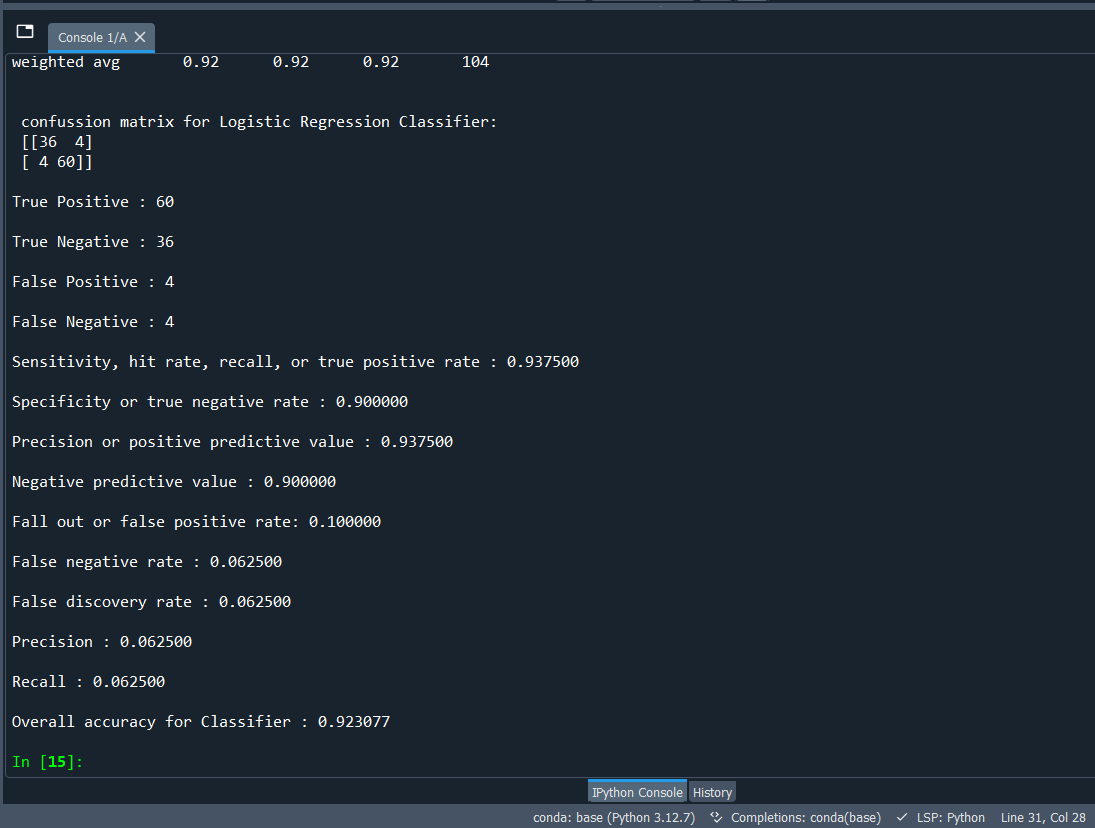 Console 1/A
weighted avg 0.92 0.92 0.92 104
confussion matrix for Logistic Regression Classifier:
[[36 4]
[ 4 60]]
True Positive : 60
True Negative : 36
False Positive : 4
False Negative : 4
Sensitivity, hit rate, recall, or true positive rate : 0.937500
Specificity or true negative rate : 0.900000
Precision or positive predictive value : 0.937500
Negative predictive value : 0.900000
Fall out or false positive rate: 0.100000
False negative rate : 0.062500
False discovery rate : 0.062500
Precision : 0.062500
Recall : 0.062500
Overall accuracy for Classifier : 0.923077
In [15]:
IPython Console History
conda: base (Python 3.12.7) Completions: conda(base) LSP: Python Line 31, Col 28